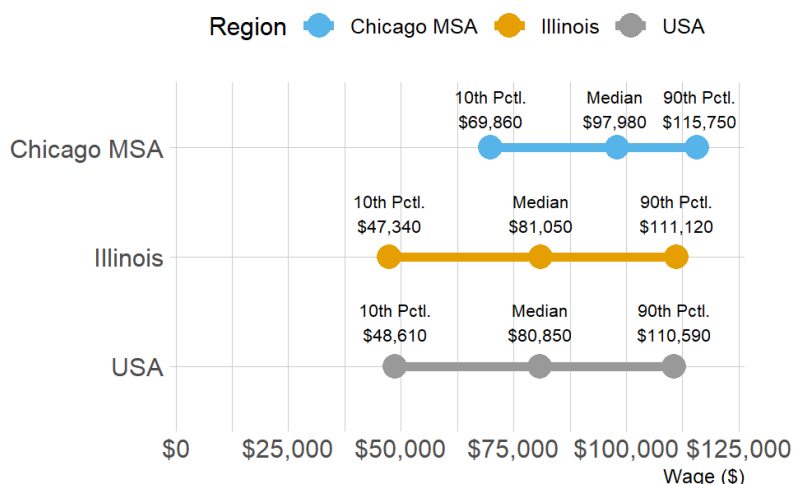 Region Chicago MSA Illinois USA
10th Pctl. Median 90th Pctl.
$69,860 $97,980 $115,750
Chicago MSA
10th Pctl. Median 90th Pctl.
$47,340 $81,050 $111,120
Illinois
10th Pctl. Median 90th Pctl.
$48,610 $80,850 $110,590
USA
$0 $25,000 $50,000 $75,000 $100,000 $125,000
Wage ($)